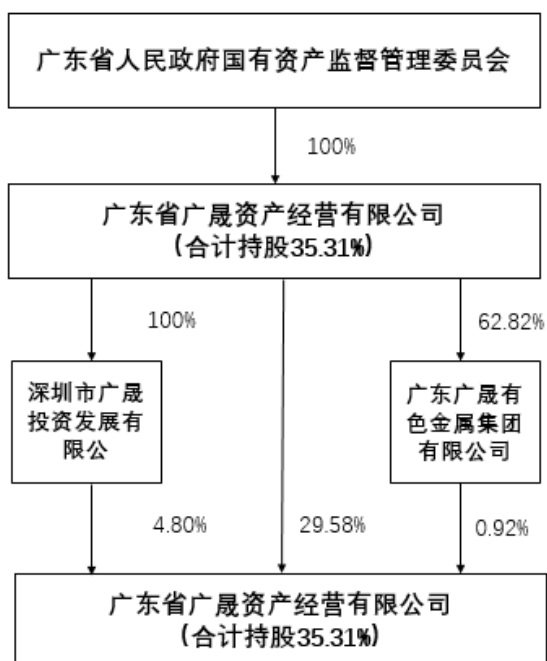 广东省人民政府国有资产监督管理委员会
100%
广东省广晟资产经营有限公司
(合计持股35.31%)
100%
62.82%
深圳市广晟
投资发展有
限公
广东广晟有
色金属集团
有限公司
4.80%
29.58%
0.92%
广东省广晟资产经营有限公司
(合计持股35.31%)